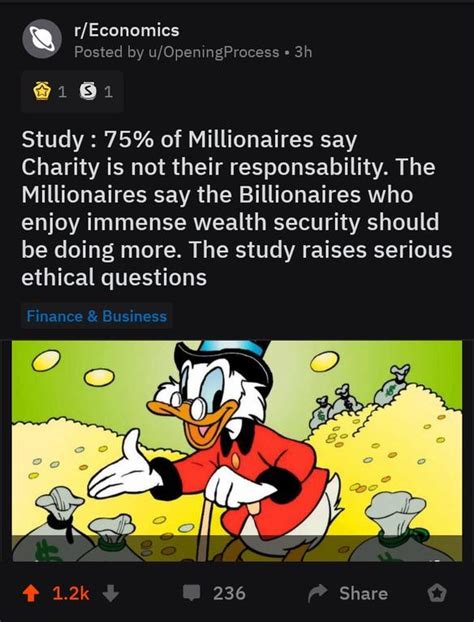 r/Economics
Posted by u/OpeningProcess • 3h
1 S 1
Study : 75% of Millionaires say
Charity is not their responsability. The
Millionaires say the Billionaires who
enjoy immense wealth security should
be doing more. The study raises serious
ethical questions
Finance & Business
$ $ $
$ $
1.2k 236 Share